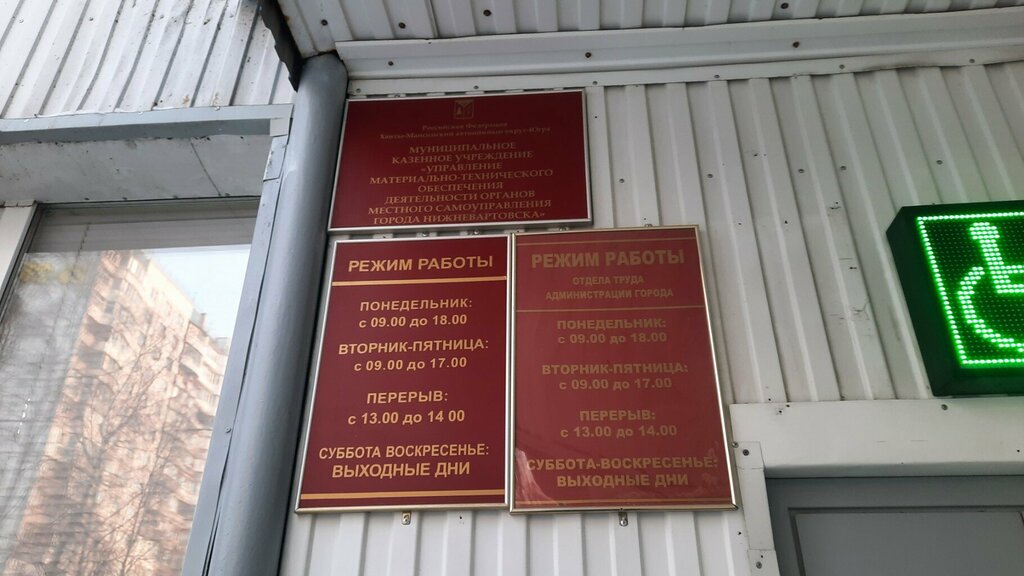 Российская Федерация
Ханты-Мансийский автономный округ-Югра
МУНИЦИПАЛЬНОЕ
КАЗЕННОЕ УЧРЕЖДЕНИЕ
«УПРАВЛЕНИЕ
МАТЕРИАЛЬНО-ТЕХНИЧЕСКОГО
ОБЕСПЕЧЕНИЯ
ДЕЯТЕЛЬНОСТИ ОРГАНОВ
МЕСТНОГО САМОУПРАВЛЕНИЯ
ГОРОДА НИЖНЕВАРТОВСКА»
РЕЖИМ РАБОТЫ
ПОНЕДЕЛЬНИК:
с 09.00 до 18.00
ВТОРНИК-ПЯТНИЦА:
с 09.00 до 17.00
ПЕРЕРЫВ:
с 13.00 до 14 00
СУББОТА ВОСКРЕСЕНЬЕ:
ВЫХОДНЫЕ ДНИ
РЕЖИМ РАБОТЫ
ОТДЕЛА ТРУДА
АДМИНИСТРАЦИИ ГОРОДА
ПОНЕДЕЛЬНИК:
с 09.00 до 18.00
ВТОРНИК-ПЯТНИЦА:
с 09.00 до 17.00
ПЕРЕРЫВ:
с 13.00 до 14.00
СУББОТА-ВОСКРЕСЕНЬЕ:
ВЫХОДНЫЕ ДНИ